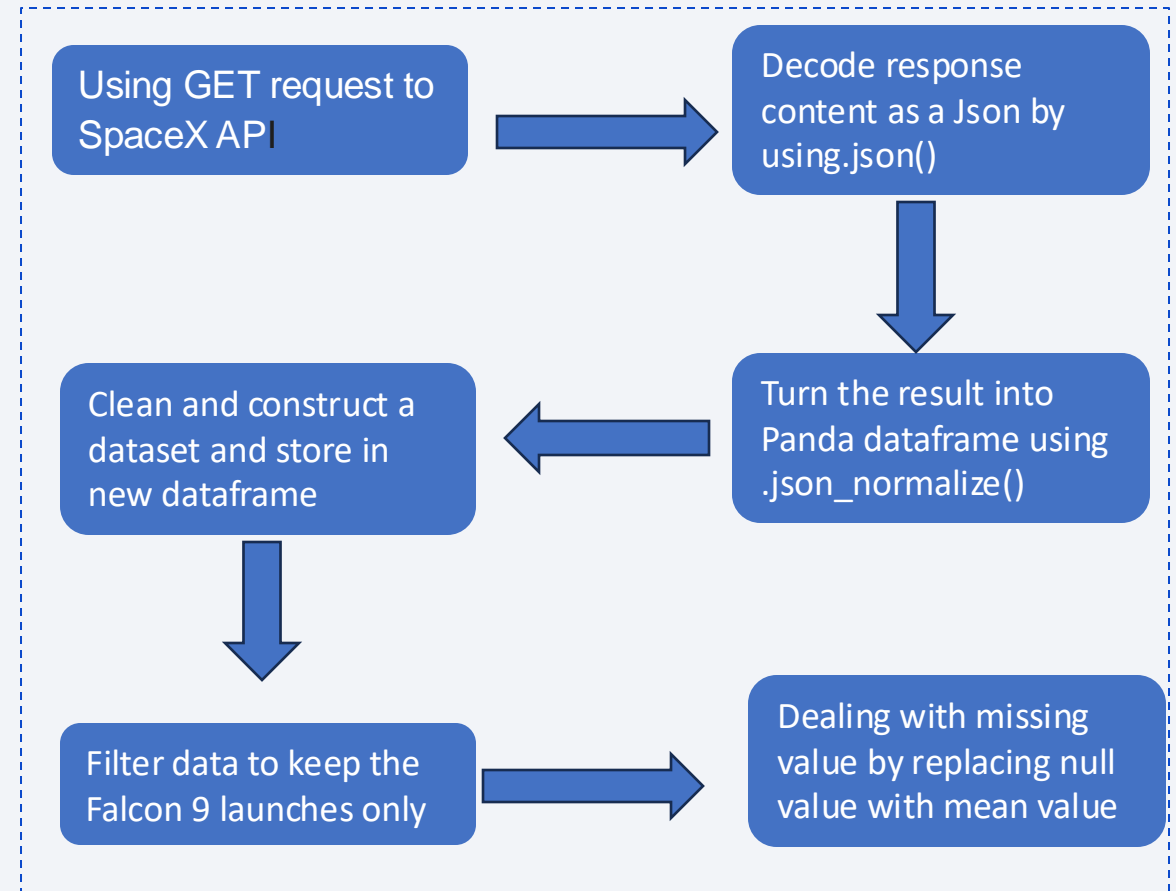 Using GET request to
SpaceX API
Decode response
content as a Json by
using.json()
Turn the result into
Panda dataframe using
.json_normalize()
Clean and construct a
dataset and store in
new dataframe
Filter data to keep the
Falcon 9 launches only
Dealing with missing
value by replacing null
value with mean value